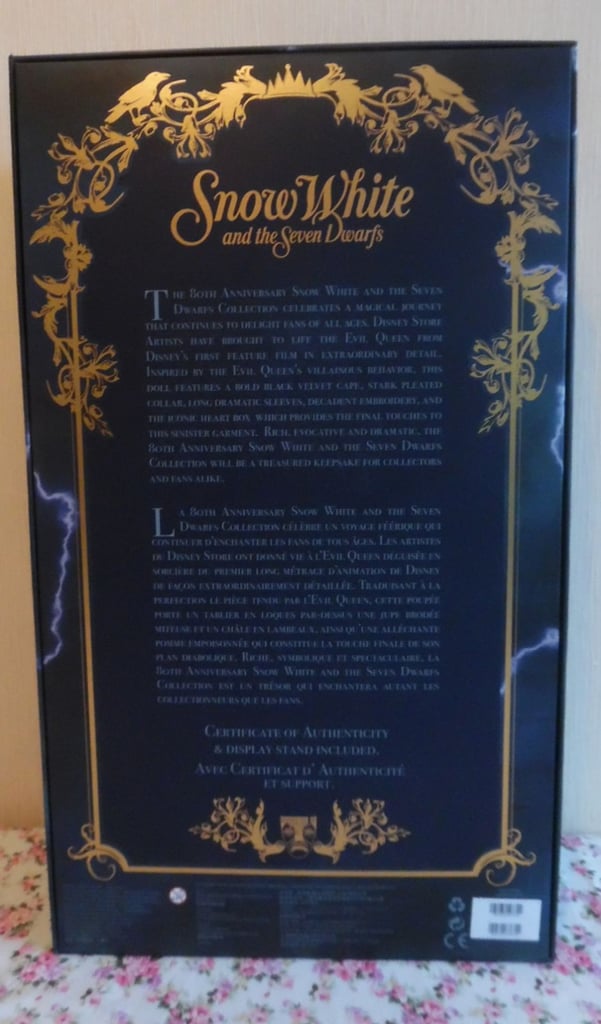 Snow White
and the Seven Dwarfs
The 80th Anniversary Snow White and the Seven
Dwarfs Collection celebrates a magical journey
that continues to delight fans of all ages. Disney Store
Artists have brought to life the Evil Queen from
Disney's first feature film in extraordinary detail.
Inspired by the Evil Queen's villainous behavior, this
doll features a bold black velvet cape, stark pleated
collar, long dramatic sleeves, decadent embroidery, and
the iconic heart box which provides the final touches to
this sinister garment. Rich, evocative and dramatic, the
80th Anniversary Snow White and the Seven Dwarfs
Collection will be a treasured keepsake for collectors
and fans alike.
La 80th Anniversary Snow White and the Seven
Dwarfs Collection célèbre un voyage féérique qui
continuer d'enchanter les fans de tous âges. Les artistes
du Disney Store ont donné vie à l'Evil Queen déguisée en
sorcière du premier long métrage d'animation de Disney
de façon extraordinairement détaillée. Traduisant à la
perfection le piège tendu par l'Evil Queen, cette poupée
porte un tablier en loques par-dessus une jupe brodée
miteuse et un châle en lambeaux, ainsi qu'une alléchante
pomme empoisonnée qui constitue la touche finale de son
plan diabolique. Riche, symbolique et spectaculaire, la
80th Anniversary Snow White and the Seven Dwarfs
Collection est un trésor qui enchantera autant les
collectionneurs que les fans.
Certificate of Authenticity
& display stand included.
Avec Certificat d' Authenticité
et support.
CE